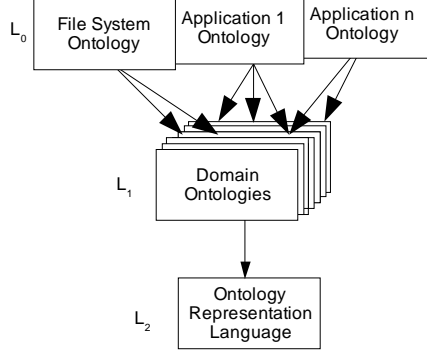 L0
File System
Ontology
Application 1
Ontology
Application n
Ontology
L1
Domain
Ontologies
L2
Ontology
Representation
Language